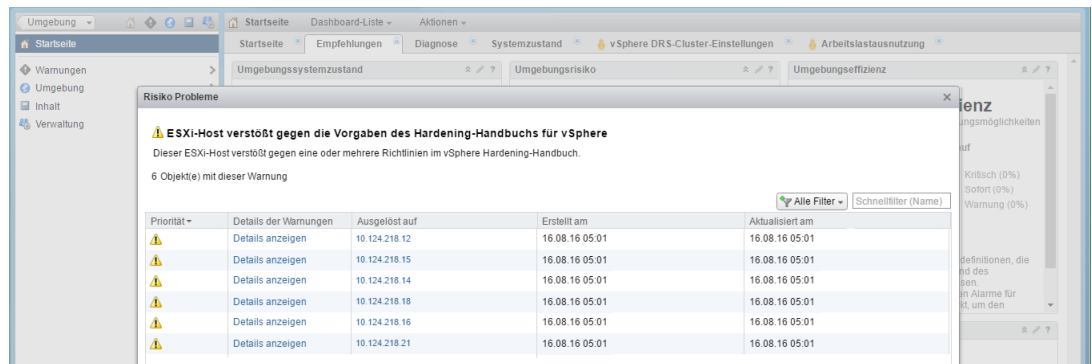 Umgebung
Startseite Dashboard-Liste Aktionen
Startseite
Startseite Empfehlungen Diagnose Systemzustand vSphere DRS-Cluster-Einstellungen Arbeitslastausnutzung
Warnungen
Umgebung
Inhalt
Verwaltung
Umgebungssystemzustand ? Umgebungsrisiko ? Umgebungseffizienz ?
Risiko Probleme
ienz
ungsmöglichkeiten
uf
Kritisch (0%)
Sofort (0%)
Warnung (0%)
ESXi-Host verstößt gegen die Vorgaben des Hardening-Handbuchs für vSphere
Dieser ESXi-Host verstößt gegen eine oder mehrere Richtlinien im vSphere Hardening-Handbuch.
6 Objekt(e) mit dieser Warnung
Alle Filter Schnellfilter (Name)
Priorität Details der Warnungen Ausgelöst auf Erstellt am Aktualisiert am
Details anzeigen 10.124.218.12 16.08.16 05:01 16.08.16 05:01
Details anzeigen 10.124.218.15 16.08.16 05:01 16.08.16 05:01
Details anzeigen 10.124.218.14 16.08.16 05:01 16.08.16 05:01
Details anzeigen 10.124.218.18 16.08.16 05:01 16.08.16 05:01
Details anzeigen 10.124.218.16 16.08.16 05:01 16.08.16 05:01
Details anzeigen 10.124.218.21 16.08.16 05:01 16.08.16 05:01
definitionen, die
nd des
sen.
en Alarme für
kt, um den
?